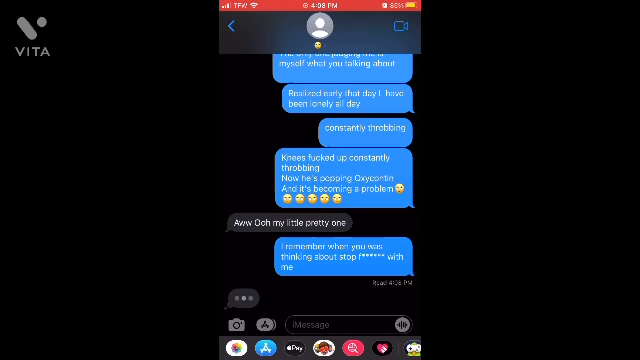 TFW
4:08 PM
85%
VITA
The only one judging me is
myself what you talking about
Realized early that day I have
been lonely all day
constantly throbbing
Knees fucked up constantly
throbbing
Now he's popping Oxycontin
And it's becoming a problem
Aww Ooh my little pretty one
I remember when you was
thinking about stop f****** with
me
Read 4:08 PM
iMessage
Pay